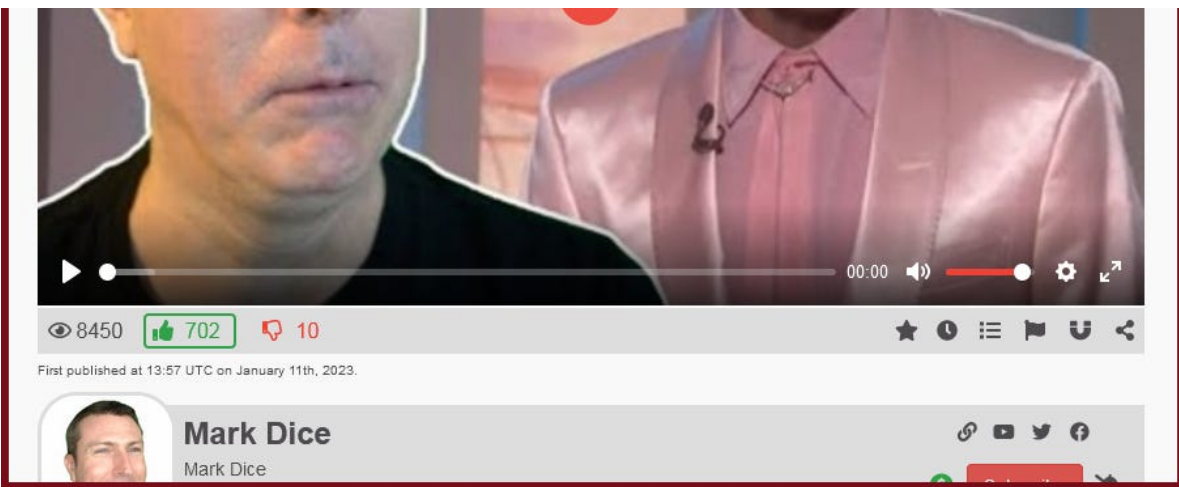 00:00
8450 702 10
First published at 13:57 UTC on January 11th, 2023.
Mark Dice
Mark Dice